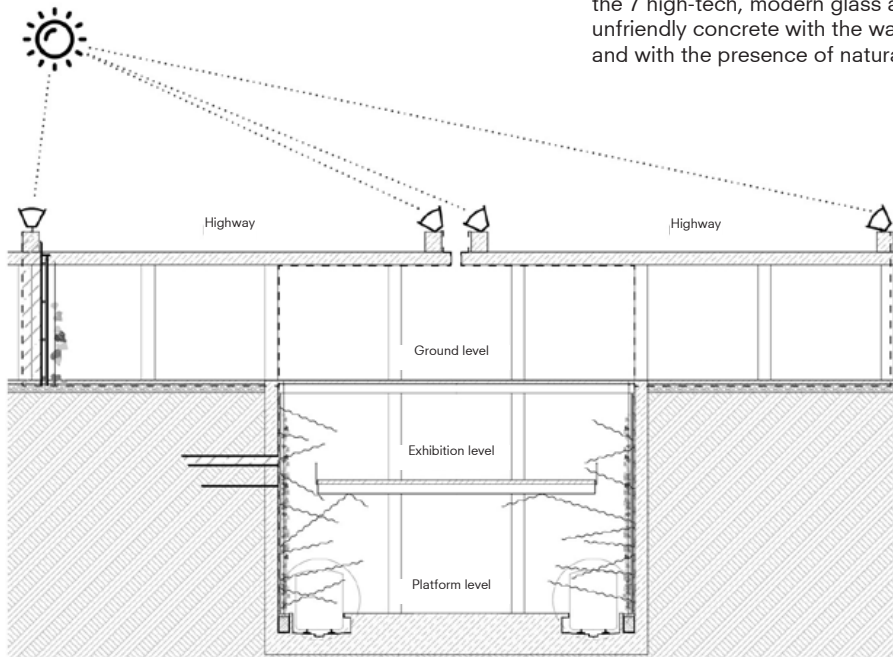 the 7 high-tech, modern glass a
unfriendly concrete with the wa
and with the presence of natura
Highway
Highway
Ground level
Exhibition level
Platform level